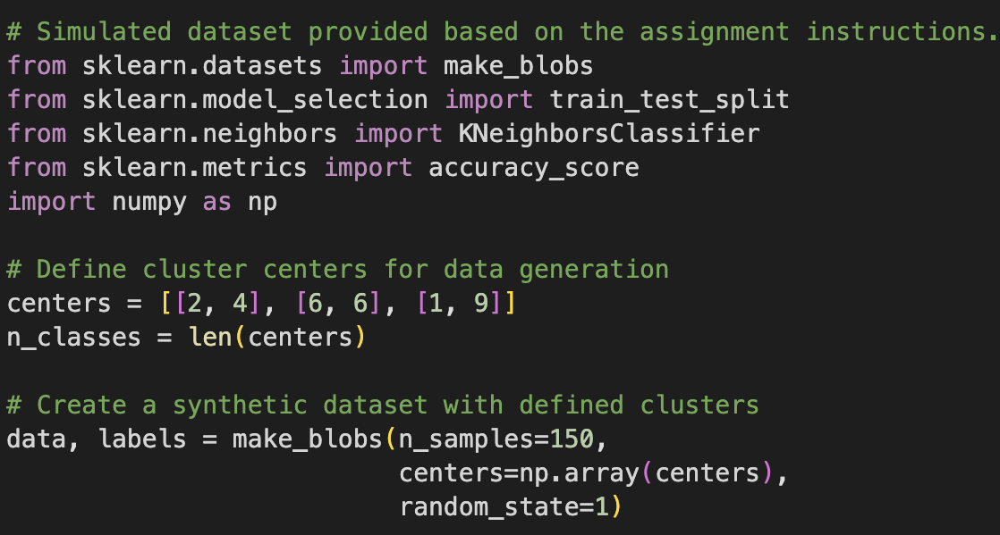 # Simulated dataset provided based on the assignment instructions.
from sklearn.datasets import make_blobs
from sklearn.model_selection import train_test_split
from sklearn.neighbors import KNeighborsClassifier
from sklearn.metrics import accuracy_score
import numpy as np
# Define cluster centers for data generation
centers = [[2, 4], [6, 6], [1, 9]]
n_classes = len(centers)
# Create a synthetic dataset with defined clusters
data, labels = make_blobs(n_samples=150,
                          centers=np.array(centers),
                          random_state=1)